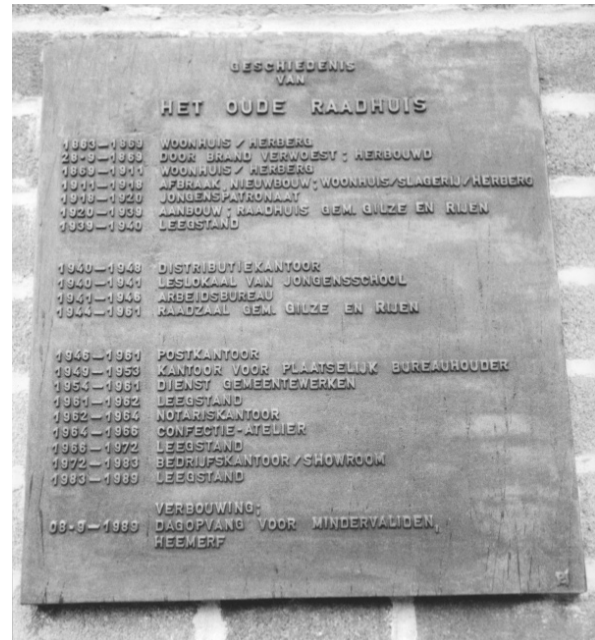 GESCHIEDENIS
VAN
HET OUDE RAADHUIS
1863-1869 WOONHUIS / HERBERG
28-9-1869 DOOR BRAND VERWOEST; HERBOUWD
1869-1911 WOONHUIS / HERBERG
1911-1918 AFBRAAK, NIEUWBOUW; WOONHUIS/SLAGERIJ/HERBERG
1918-1920 JONGENSPATRONAAT
1920-1939 AANBOUW; RAADHUIS GEM. GILZE EN RIJEN
1939-1940 LEEGSTAND
1940-1948 DISTRIBUTIEKANTOOR
1940-1941 LESLOKAAL VAN JONGENSSCHOOL
1941-1946 ARBEIDSBUREAU
1944-1961 RAADZAAL GEM. GILZE EN RIJEN
1946-1961 POSTKANTOOR
1949-1953 KANTOOR VOOR PLAATSELIJK BUREAUHOUDER
1954-1961 DIENST GEMEENTEWERKEN
1961-1962 LEEGSTAND
1962-1964 NOTARISKANTOOR
1964-1966 CONFECTIE-ATELIER
1966-1972 LEEGSTAND
1972-1983 BEDRIJFSKANTOOR/SHOWROOM
1983-1989 LEEGSTAND
VERBOUWING;
08-9-1989 DAGOPVANG VOOR MINDERVALIDEN,
HEEMERF